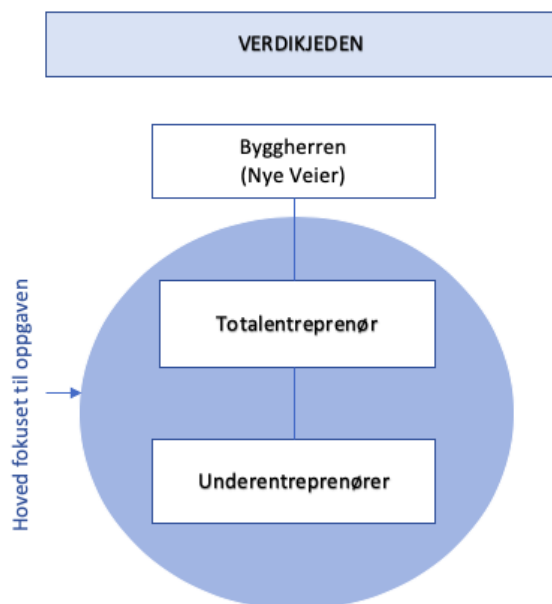 VERDIKJEDEN
Byggherren
(Nye Veier)
Totalentreprenør
Hoved fokuset til oppgaven
Underentreprenører